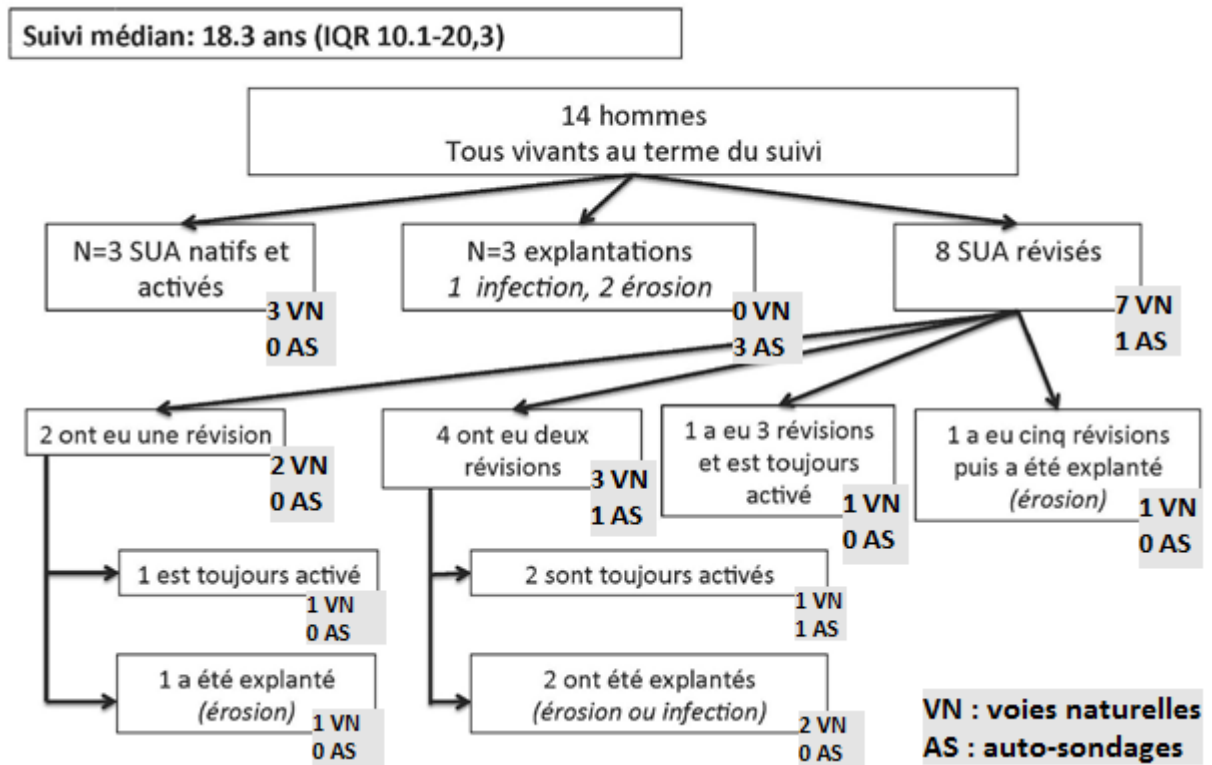 Suivi médian: 18.3 ans (IQR 10.1-20,3)
14 hommes
Tous vivants au terme du suivi
N=3 SUA natifs et
activés
3 VN
0 AS
N=3 explantations
1 infection, 2 érosion
0 VN
3 AS
8 SUA révisés
7 VN
1 AS
2 ont eu une révision
2 VN
0 AS
4 ont eu deux
révisions
3 VN
1 AS
1 a eu 3 révisions
et est toujours
activé
1 VN
0 AS
1 a eu cinq révisions
puis a été explanté
(érosion)
1 VN
0 AS
1 est toujours activé
1 VN
0 AS
2 sont toujours activés
1 VN
1 AS
1 a été explanté
(érosion)
1 VN
0 AS
2 ont été explantés
(érosion ou infection)
2 VN
0 AS
VN : voies naturelles
AS : auto-sondages